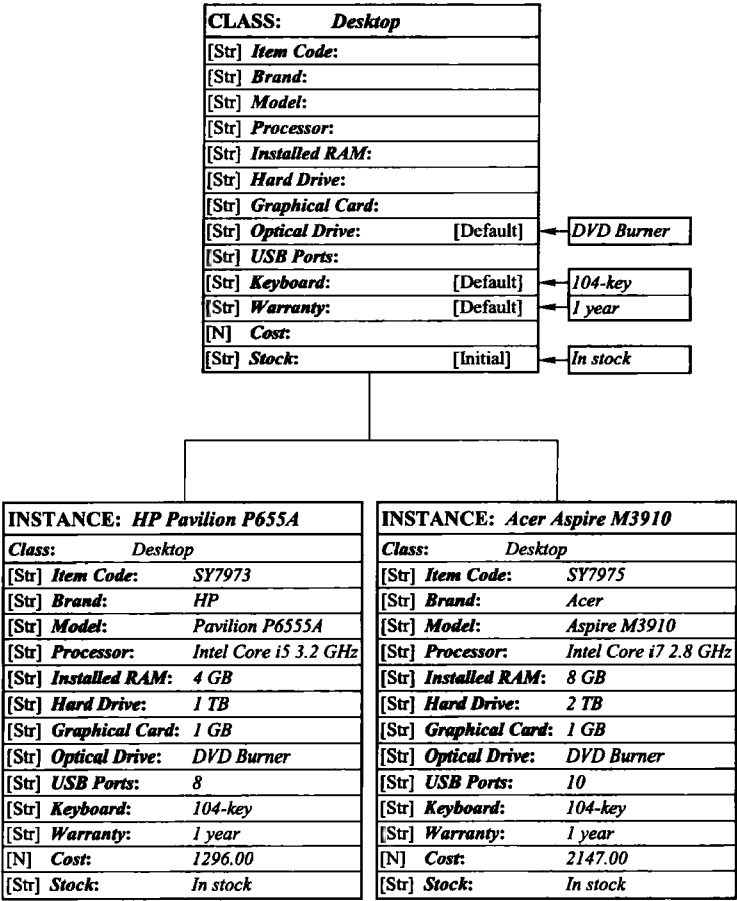 CLASS: Desktop
[Str] Item Code:
[Str] Brand:
[Str] Model:
[Str] Processor:
[Str] Installed RAM:
[Str] Hard Drive:
[Str] Graphical Card:
[Str] Optical Drive: [Default] DVD Burner
[Str] USB Ports:
[Str] Keyboard: [Default] 104-key
[Str] Warranty: [Default] 1 year
[N] Cost:
[Str] Stock: [Initial] In stock
INSTANCE: HP Pavilion P655A
Class: Desktop
[Str] Item Code: SY7973
[Str] Brand: HP
[Str] Model: Pavilion P6555A
[Str] Processor: Intel Core i5 3.2 GHz
[Str] Installed RAM: 4 GB
[Str] Hard Drive: 1 TB
[Str] Graphical Card: 1 GB
[Str] Optical Drive: DVD Burner
[Str] USB Ports: 8
[Str] Keyboard: 104-key
[Str] Warranty: 1 year
[N] Cost: 1296.00
[Str] Stock: In stock
INSTANCE: Acer Aspire M3910
Class: Desktop
[Str] Item Code: SY7975
[Str] Brand: Acer
[Str] Model: Aspire M3910
[Str] Processor: Intel Core i7 2.8 GHz
[Str] Installed RAM: 8 GB
[Str] Hard Drive: 2 TB
[Str] Graphical Card: 1 GB
[Str] Optical Drive: DVD Burner
[Str] USB Ports: 10
[Str] Keyboard: 104-key
[Str] Warranty: 1 year
[N] Cost: 2147.00
[Str] Stock: In stock